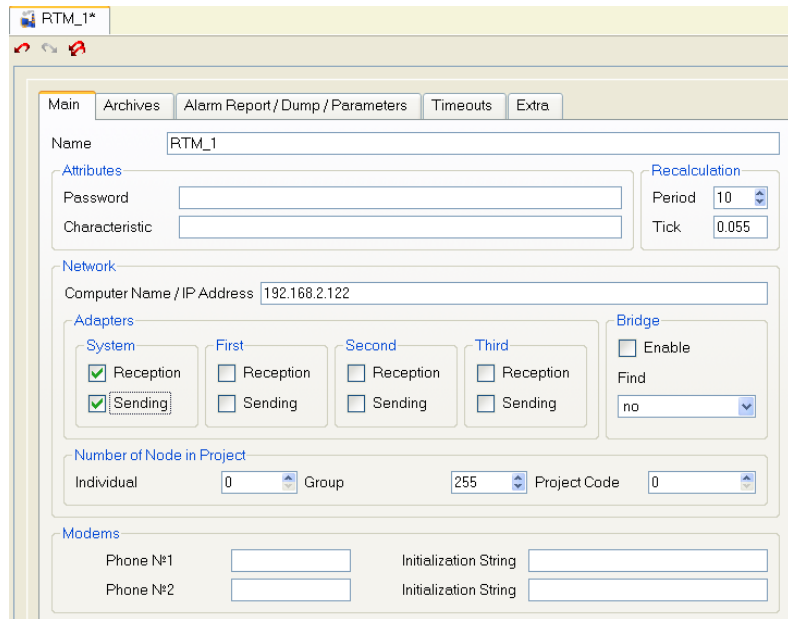 RTM_1*
Main Archives Alarm Report / Dump / Parameters Timeouts Extra
Name RTM_1
Attributes Recalculation
Password Period 10
Characteristic Tick 0.055
Network
Computer Name / IP Address 192.168.2.122
Adapters Bridge
System First Second Third Enable
Reception Reception Reception Reception
Find
Sending Sending Sending Sending no
Number of Node in Project
Individual 0 Group 255 Project Code 0
Modems
Phone №1 Initialization String
Phone №2 Initialization String